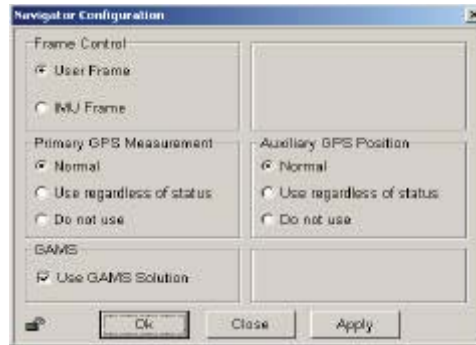 Navigator Configuration
Frame Control
User Frame
IMU Frame
Primary GPS Measurement
Normal
Use regardless of status
Do not use
Auxiliary GPS Position
Normal
Use regardless of status
Do not use
GAMS
Use GAMS Solution
Ok
Close
Apply